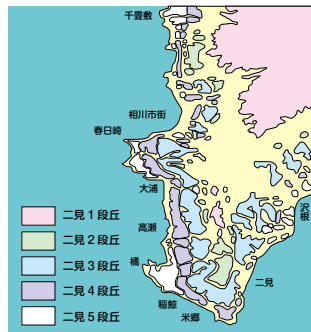 千畳敷
相川市街
春日崎
大浦
沢根
高瀬
二見
橘
稲鯨
米郷
二見1段丘
二見2段丘
二見3段丘
二見4段丘
二見5段丘